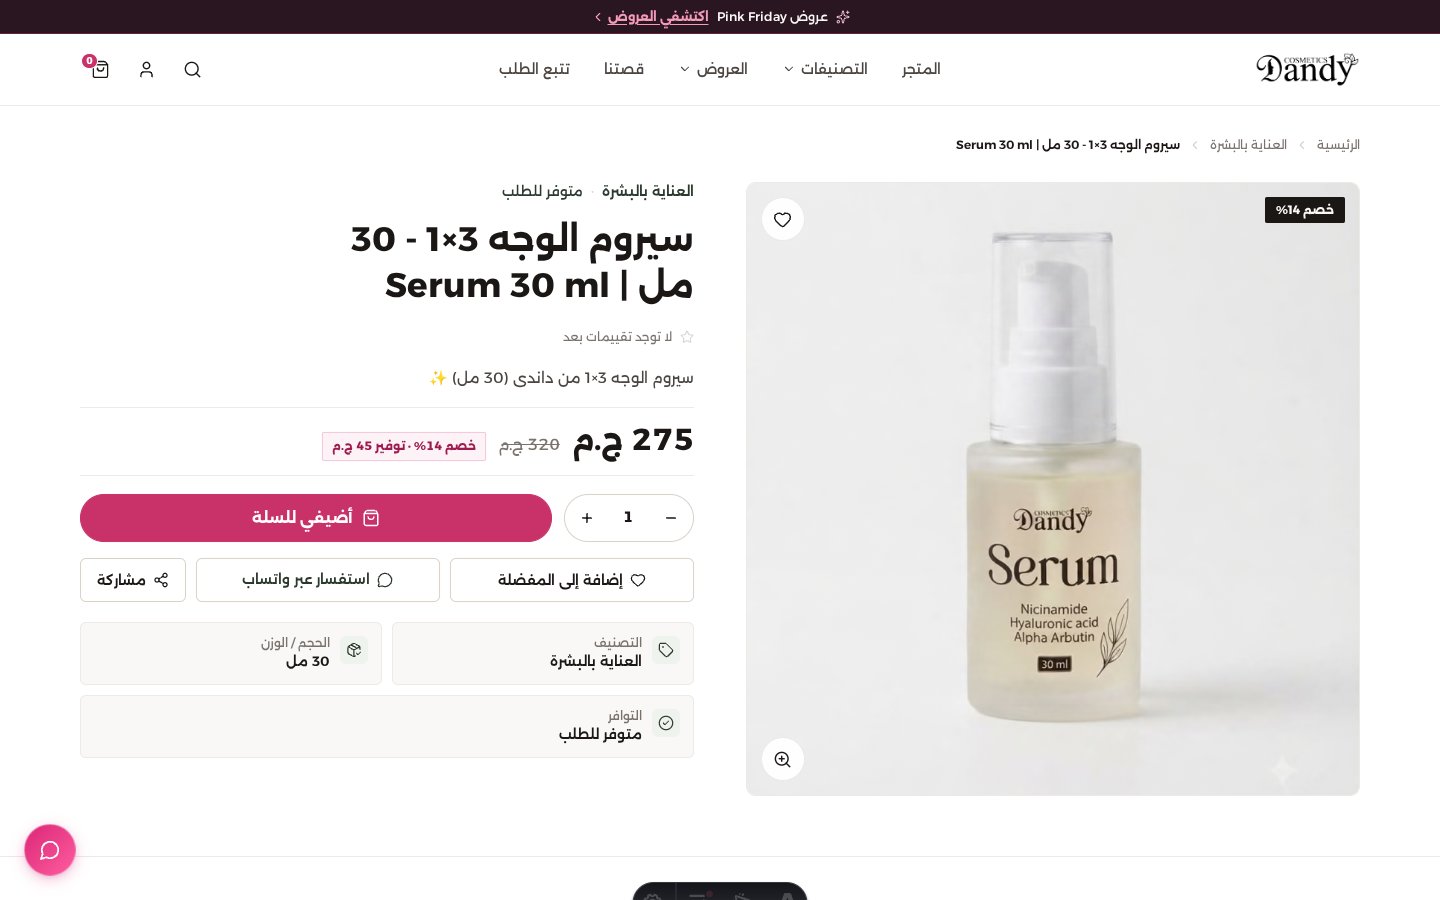 عروض Pink Friday اكتشفي العروض
Dandy
COSMETICS
المتجر
التصنيفات
العروض
قصتنا
تتبع الطلب
0
الرئيسية
العناية بالبشرة
سيروم الوجه 3×1 - 30 مل | Serum 30 ml
خصم 14%
Dandy
COSMETICS
Serum
Nicinamide
Hyaluronic acid
Alpha Arbutin
30 ml
العناية بالبشرة · متوفر للطلب
سيروم الوجه 3×1 - 30
مل | Serum 30 ml
لا توجد تقييمات بعد
سيروم الوجه 3×1 من داندى (30 مل) ✨
275 ج.م 320 ج.م خصم 14% · توفير 45 ج.م
− 1 +
أضيفي للسلة
إضافة إلى المفضلة
استفسار عبر واتساب
مشاركة
التصنيف
العناية بالبشرة
الحجم / الوزن
30 مل
التوافر
متوفر للطلب